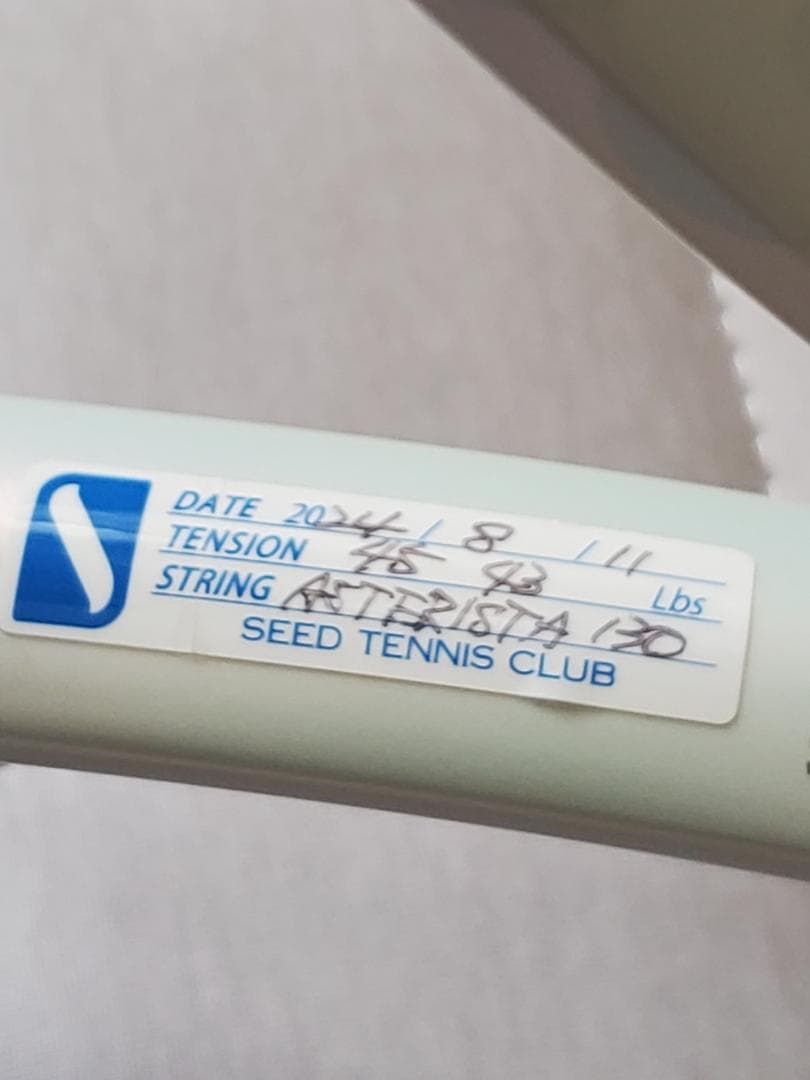 DATE 2024 / 8 / 11
TENSION 45 43 Lbs
STRING ASTERISTA 130
SEED TENNIS CLUB